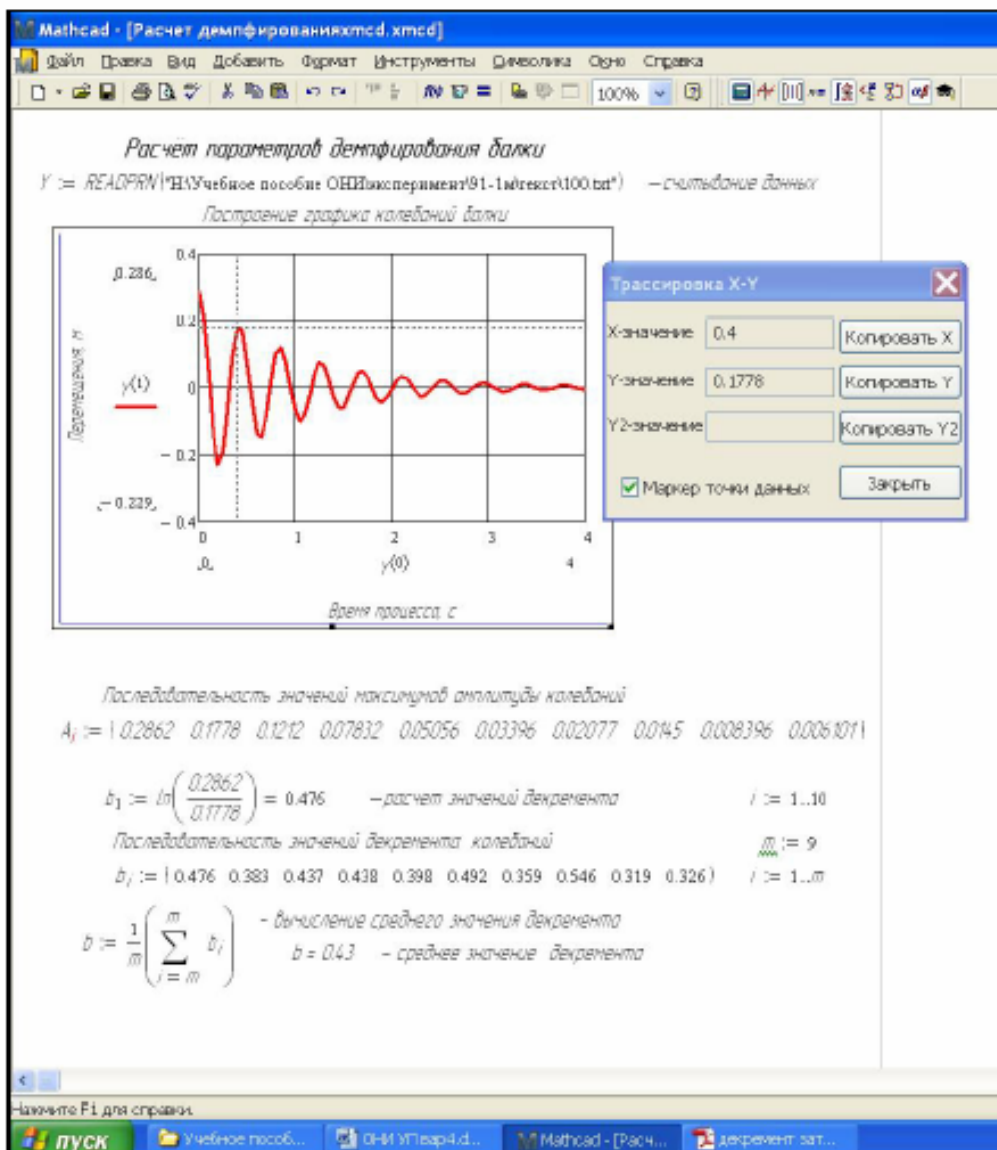 Mathcad - [Расчет демпфированияxmcd.xmcd]
Файл Правка Вид Добавить Формат Инструменты Символика Окно Справка
100%
Расчёт параметров демпфирования балки
Y := READPRN("H:\Учебное пособие ОНИ\эксперимент\91-1м\текст\100.txt") – считывание данных
Построение графика колебаний балки
0.286
0.4
0.2
0
– 0.2
– 0.229
– 0.4
Перемещения, м
y(1)
0 1 2 3 4
0 y(0) 4
Время процесса, с
Трассировка X-Y
X-значение 0.4 Копировать X
Y-значение 0.1778 Копировать Y
Y2-значение Копировать Y2
Маркер точки данных Закрыть
Последовательность значений максимумов амплитуды колебаний
A_i := ( 0.2862 0.1778 0.1212 0.07832 0.05056 0.03396 0.02077 0.0145 0.008396 0.006101 )
b_1 := ln(0.2862/0.1778) = 0.476 – расчет значений декремента i := 1..10
Последовательность значений декремента колебаний m := 9
b_i := ( 0.476 0.383 0.437 0.438 0.398 0.492 0.359 0.546 0.319 0.326 ) i := 1..m
b := 1/m (m ∑ i = m b_i) – вычисление среднего значения декремента
b = 0.43 – среднее значение декремента
Нажмите F1 для справки.
пуск Учебное пособ... ОНИ УПвар4.d... Mathcad - [Расч... декремент зат...